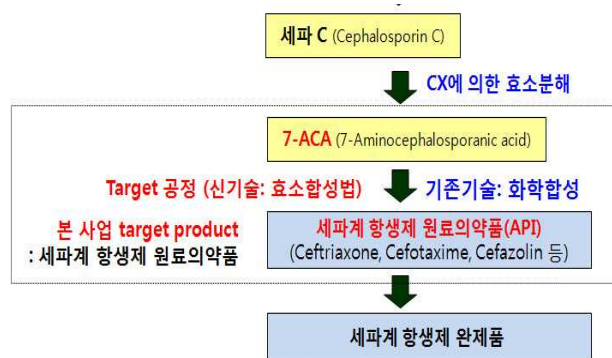 세파 C (Cephalosporin C)
CX에 의한 효소분해
7-ACA (7-Aminocephalosporanic acid)
Target 공정 (신기술: 효소합성법)
기존기술: 화학합성
본 사업 target product
: 세파계 항생제 원료의약품
세파계 항생제 원료의약품(API)
(Ceftriaxone, Cefotaxime, Cefazolin 등)
세파계 항생제 완제품